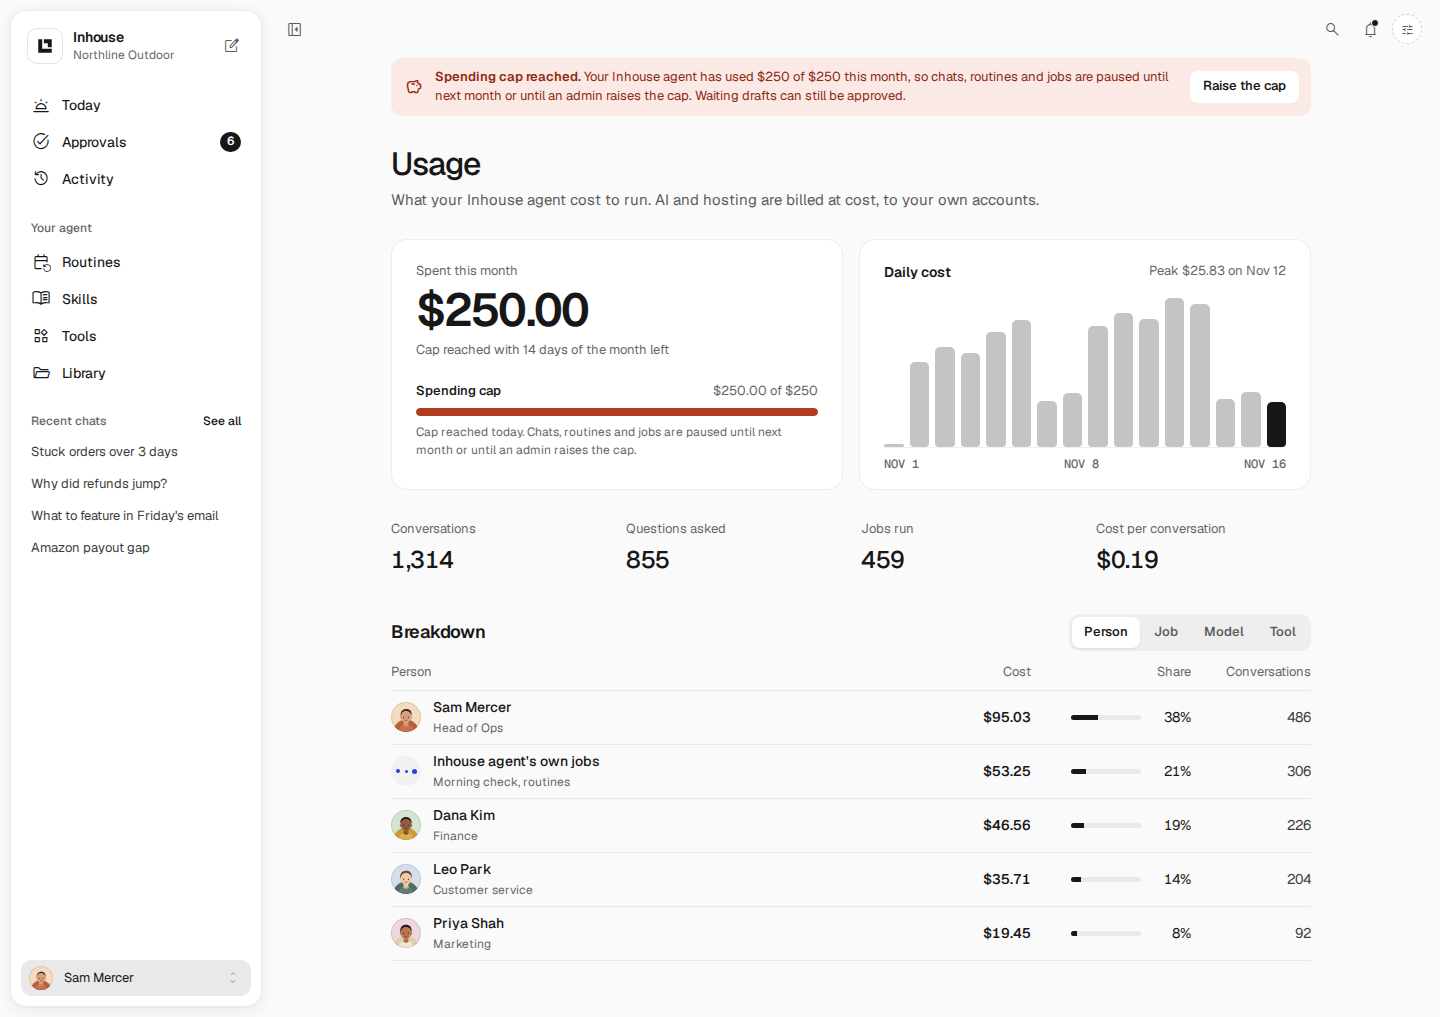 Inhouse
Northline Outdoor
Today
Approvals 6
Activity
Your agent
Routines
Skills
Tools
Library
Recent chats See all
Stuck orders over 3 days
Why did refunds jump?
What to feature in Friday's email
Amazon payout gap
Sam Mercer
Spending cap reached. Your Inhouse agent has used $250 of $250 this month, so chats, routines and jobs are paused until
next month or until an admin raises the cap. Waiting drafts can still be approved.
Raise the cap
Usage
What your Inhouse agent cost to run. AI and hosting are billed at cost, to your own accounts.
Spent this month
$250.00
Cap reached with 14 days of the month left
Spending cap $250.00 of $250
Cap reached today. Chats, routines and jobs are paused until next
month or until an admin raises the cap.
Daily cost Peak $25.83 on Nov 12
NOV 1 NOV 8 NOV 16
Conversations Questions asked Jobs run Cost per conversation
1,314 855 459 $0.19
Breakdown Person Job Model Tool
Person Cost Share Conversations
Sam Mercer
Head of Ops
$95.03 38% 486
Inhouse agent's own jobs
Morning check, routines
$53.25 21% 306
Dana Kim
Finance
$46.56 19% 226
Leo Park
Customer service
$35.71 14% 204
Priya Shah
Marketing
$19.45 8% 92